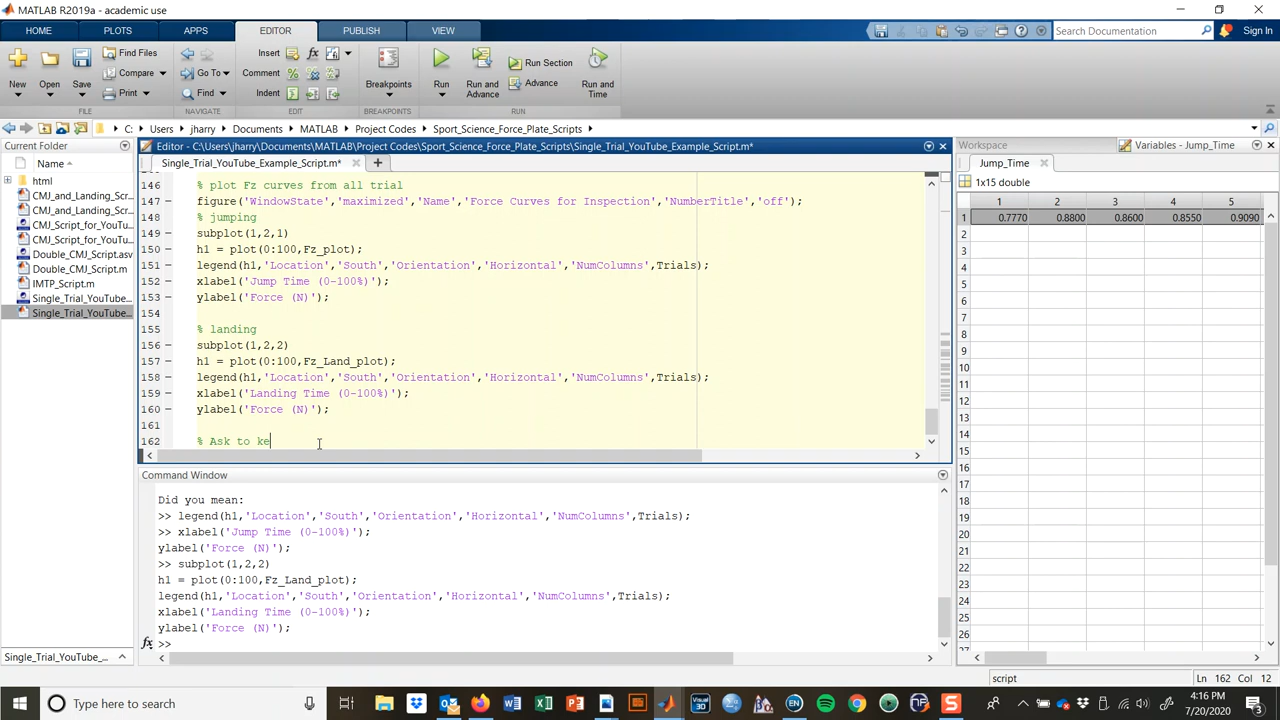 MATLAB R2019a - academic use
HOME PLOTS APPS EDITOR PUBLISH VIEW Search Documentation Sign In
New Open Save Find Files Compare Print
Go To Find
Insert fx
Comment
Indent
Breakpoints Run Run and Advance Run Section Advance Run and Time
FILE NAVIGATE EDIT BREAKPOINTS RUN
C: Users jharry Documents MATLAB Project Codes Sport_Science_Force_Plate_Scripts
Current Folder
Name
html
CMJ_and_Landing_Scr...
CMJ_and_Landing_Scr...
CMJ_Script_for_YouTu...
CMJ_Script_for_YouTu...
Double_CMJ_Script.asv
Double_CMJ_Script.m
IMTP_Script.m
Single_Trial_YouTube...
Single_Trial_YouTube...
Single_Trial_YouTube_...
Editor - C:\Users\jharry\Documents\MATLAB\Project Codes\Sport_Science_Force_Plate_Scripts\Single_Trial_YouTube_Example_Script.m*
Single_Trial_YouTube_Example_Script.m*
146 % plot Fz curves from all trial
147 figure('WindowState','maximized','Name','Force Curves for Inspection','NumberTitle','off');
148 % jumping
149 subplot(1,2,1)
150 h1 = plot(0:100,Fz_plot);
151 legend(h1,'Location','South','Orientation','Horizontal','NumColumns',Trials);
152 xlabel('Jump Time (0-100%)');
153 ylabel('Force (N)');
154
155 % landing
156 subplot(1,2,2)
157 h1 = plot(0:100,Fz_Land_plot);
158 legend(h1,'Location','South','Orientation','Horizontal','NumColumns',Trials);
159 xlabel('Landing Time (0-100%)');
160 ylabel('Force (N)');
161
162 % Ask to ke
Command Window
Did you mean:
>> legend(h1,'Location','South','Orientation','Horizontal','NumColumns',Trials);
>> xlabel('Jump Time (0-100%)');
ylabel('Force (N)');
>> subplot(1,2,2)
h1 = plot(0:100,Fz_Land_plot);
legend(h1,'Location','South','Orientation','Horizontal','NumColumns',Trials);
xlabel('Landing Time (0-100%)');
ylabel('Force (N)');
fx >>
Workspace Variables - Jump_Time
Jump_Time
1x15 double
1 2 3 4 5
1 0.7770 0.8800 0.8600 0.8550 0.9090
2
3
4
5
6
7
8
9
10
11
12
13
14
15
16
17
18
19
20
21
22
23
24
25
26
27
script Ln 162 Col 12
Type here to search
4:16 PM
7/20/2020